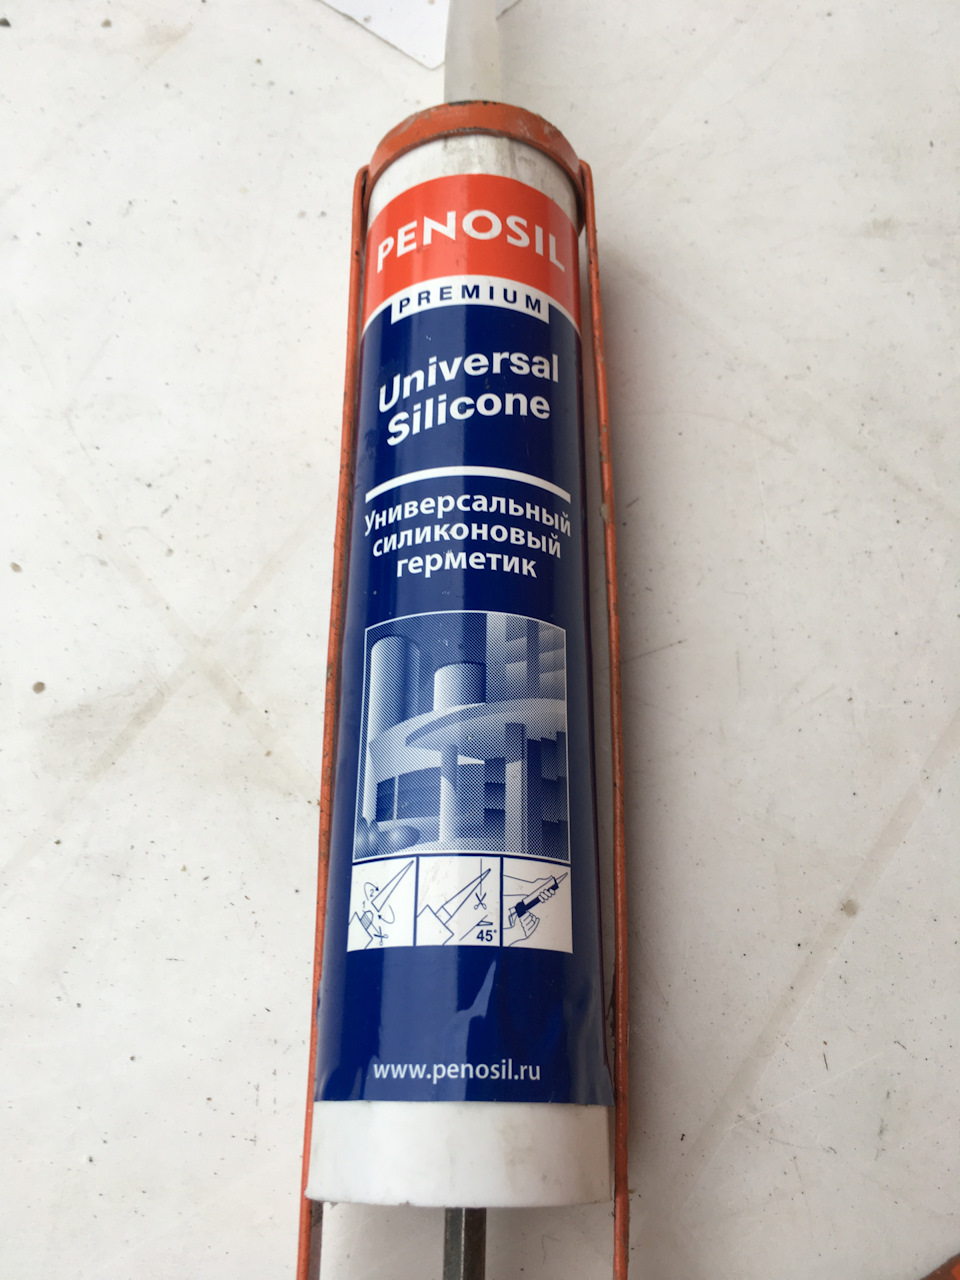 PENOSIL
PREMIUM
Universal
Silicone
Универсальный
силиконовый
герметик
45°
www.penosil.ru